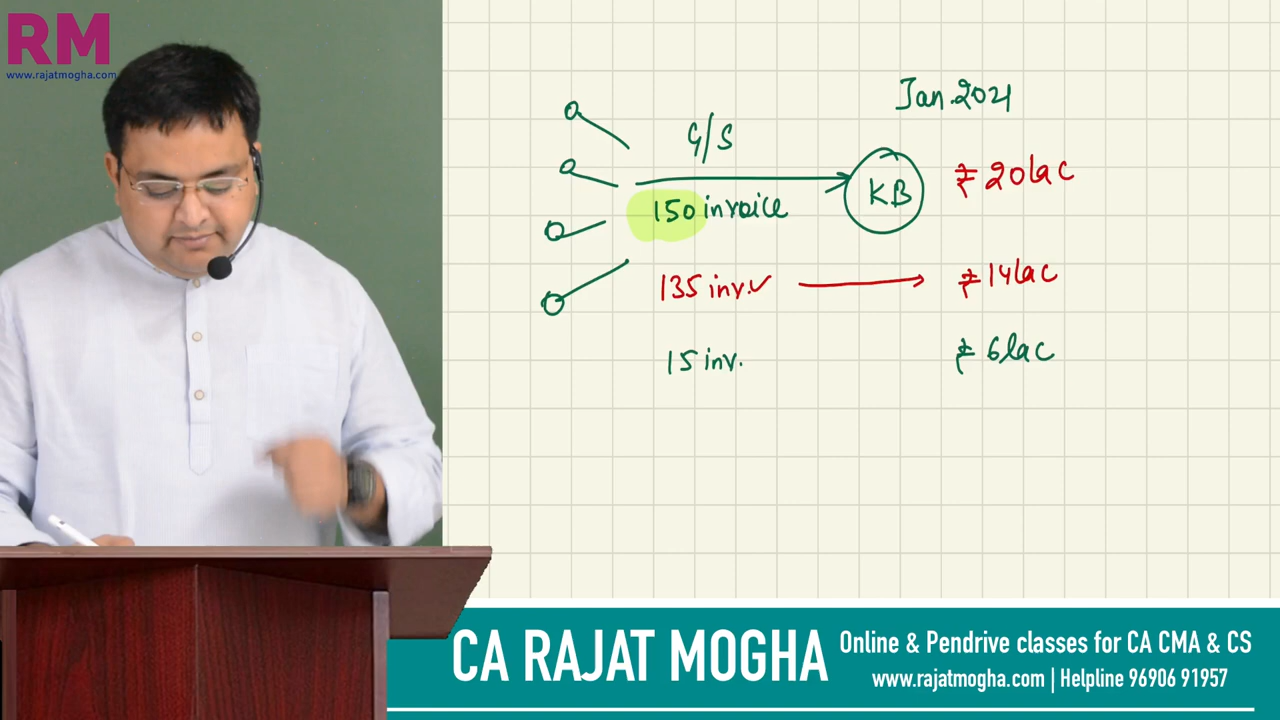 RM
www.rajatmogha.com
Jan.2021
G/S
KB
₹20lac
150 invoice
135 inv.✓
₹14lac
15 inv.
₹6lac
CA RAJAT MOGHA
Online & Pendrive classes for CA CMA & CS
www.rajatmogha.com | Helpline 96906 91957